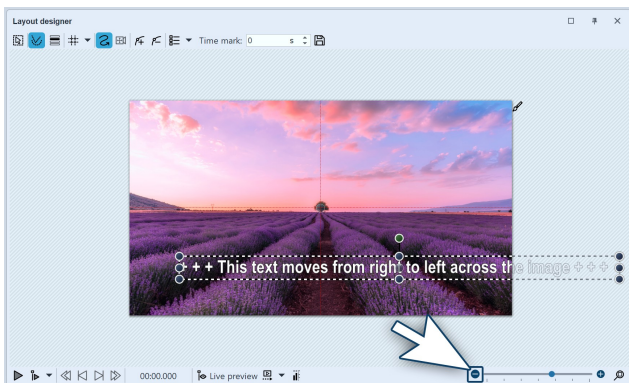 Layout designer
Time mark: 0 s
+ + + This text moves from right to left across the image + + +
00:00.000 Live preview